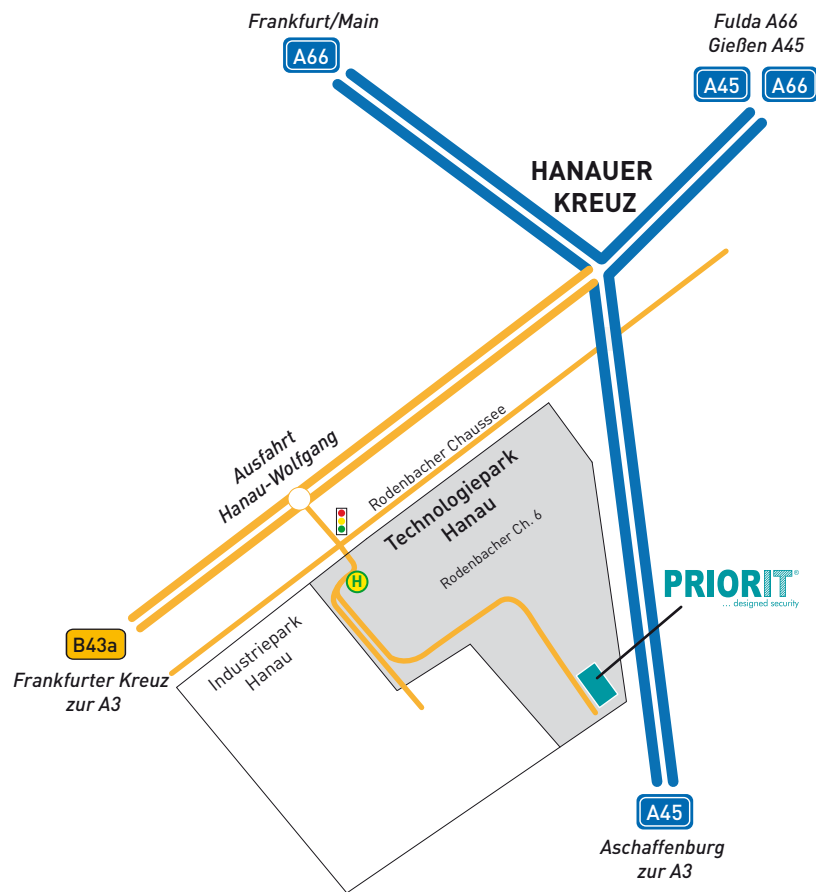 Frankfurt/Main
A66
Fulda A66
Gießen A45
A45
A66
HANAUER
KREUZ
Ausfahrt
Hanau-Wolfgang
Rodenbacher Chaussee
Technologiepark
Hanau
Rodenbacher Ch. 6
H
PRIORIT®
... designed security
Industriepark
Hanau
B43a
Frankfurter Kreuz
zur A3
A45
Aschaffenburg
zur A3